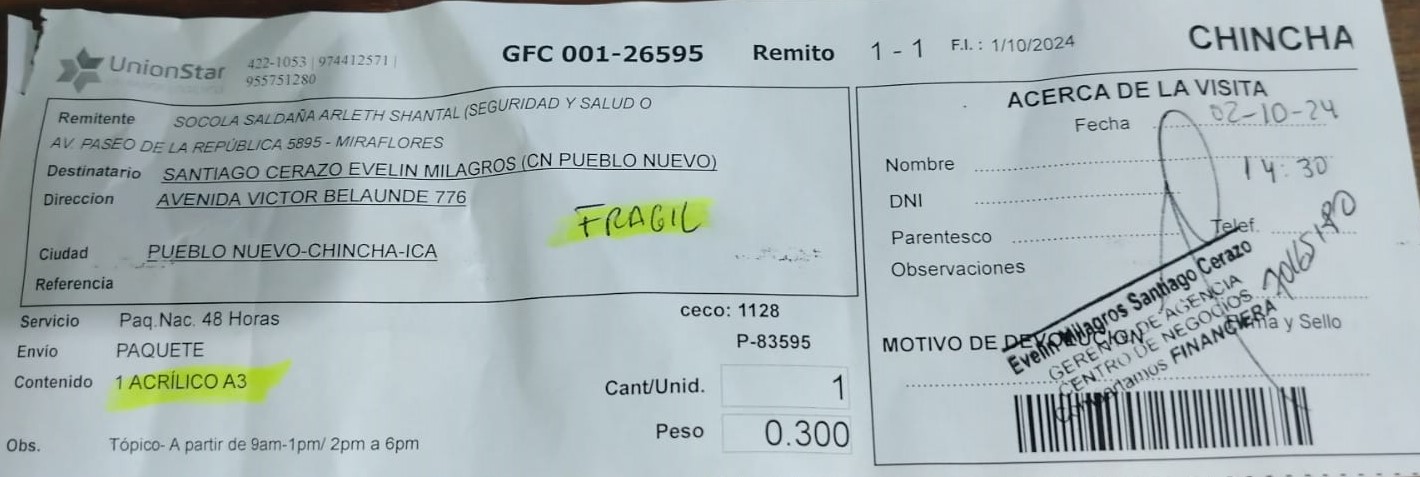 UnionStar
422-1053 | 974412571 |
955751280
GFC 001-26595 Remito 1 - 1 F.I.: 1/10/2024 CHINCHA
Remitente SOCOLA SALDAÑA ARLETH SHANTAL (SEGURIDAD Y SALUD O
AV. PASEO DE LA REPÚBLICA 5895 - MIRAFLORES
Destinatario SANTIAGO CERAZO EVELIN MILAGROS (CN PUEBLO NUEVO)
Direccion AVENIDA VICTOR BELAUNDE 776
FRAGIL
Ciudad PUEBLO NUEVO-CHINCHA-ICA
Referencia
Servicio Paq.Nac. 48 Horas
Envío PAQUETE
Contenido 1 ACRÍLICO A3
Obs. Tópico- A partir de 9am-1pm/ 2pm a 6pm
ceco: 1128
P-83595
Cant/Unid. 1
Peso 0.300
ACERCA DE LA VISITA
Fecha 02-10-24
Nombre
14:30
DNI
Parentesco Telef.
Observaciones
Firma y Sello
MOTIVO DE DEVOLUCION
Evelin Milagros Santiago Cerazo
GERENTE DE AGENCIA
CENTRO DE NEGOCIOS
Compartamos FINANCIERA